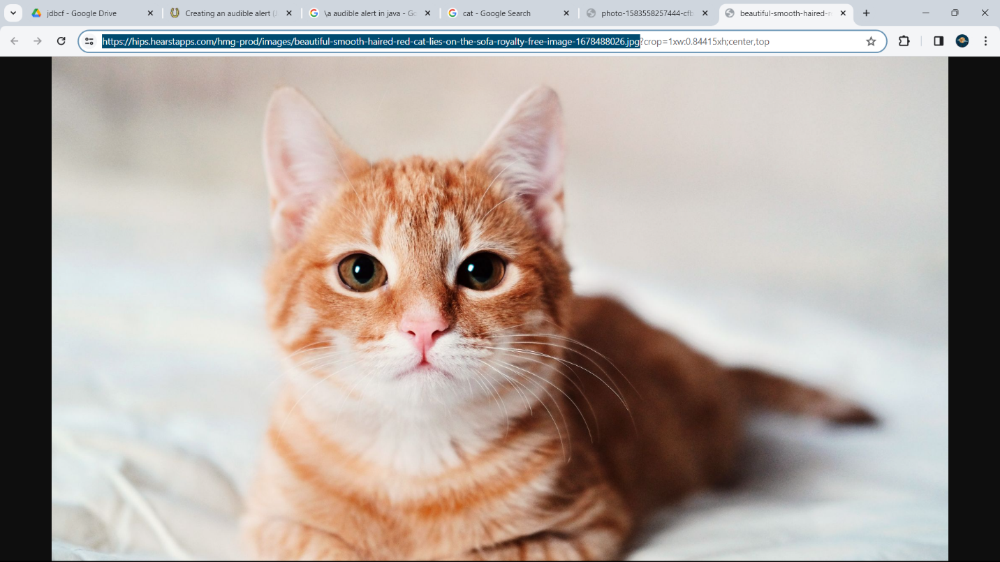 jdbcf - Google Drive
Creating an audible alert (J
\a audible alert in java - Go
cat - Google Search
photo-1583558257444-cfb
beautiful-smooth-haired-r
https://hips.hearstapps.com/hmg-prod/images/beautiful-smooth-haired-red-cat-lies-on-the-sofa-royalty-free-image-1678488026.jpg?crop=1xw:0.84415xh;center,top